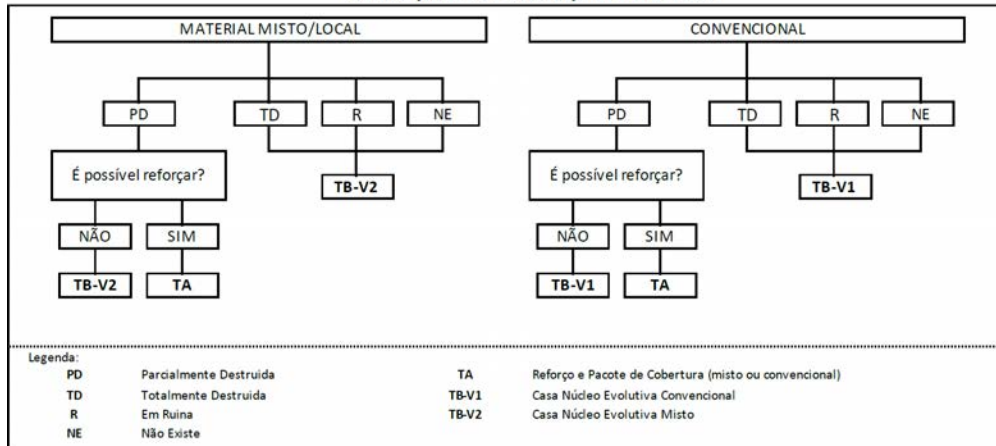 MATERIAL MISTO/LOCAL
PD
TD
R
NE
É possível reforçar?
TB-V2
NÃO
SIM
TB-V2
TA
CONVENCIONAL
PD
TD
R
NE
É possível reforçar?
TB-V1
NÃO
SIM
TB-V1
TA
Legenda:
PD Parcialmente Destruida
TD Totalmente Destruida
R Em Ruina
NE Não Existe
TA Reforço e Pacote de Cobertura (misto ou convencional)
TB-V1 Casa Núcleo Evolutiva Convencional
TB-V2 Casa Núcleo Evolutiva Misto